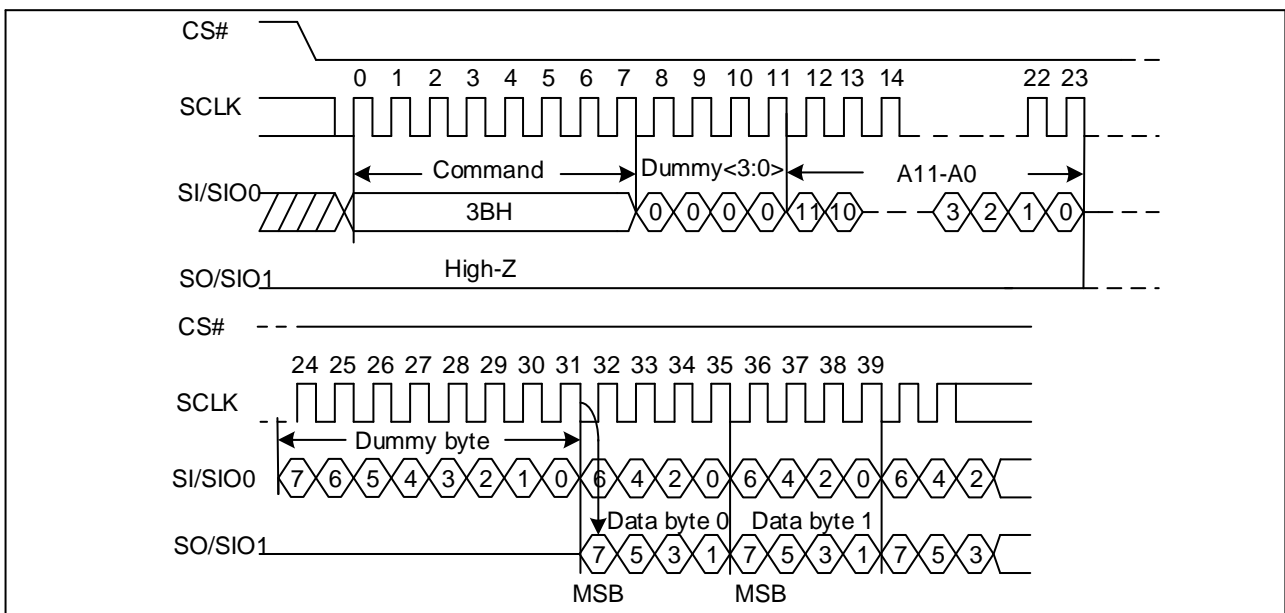 CS#
0 1 2 3 4 5 6 7 8 9 10 11 12 13 14 22 23
SCLK
Command Dummy<3:0> A11-A0
SI/SIO0
3BH 0 0 0 0 11 10 3 2 1 0
High-Z
SO/SIO1
CS#
24 25 26 27 28 29 30 31 32 33 34 35 36 37 38 39
SCLK
Dummy byte
SI/SIO0 7 6 5 4 3 2 1 0 6 4 2 0 6 4 2 0 6 4 2
Data byte 0 Data byte 1
SO/SIO1 7 5 3 1 7 5 3 1 7 5 3
MSB MSB